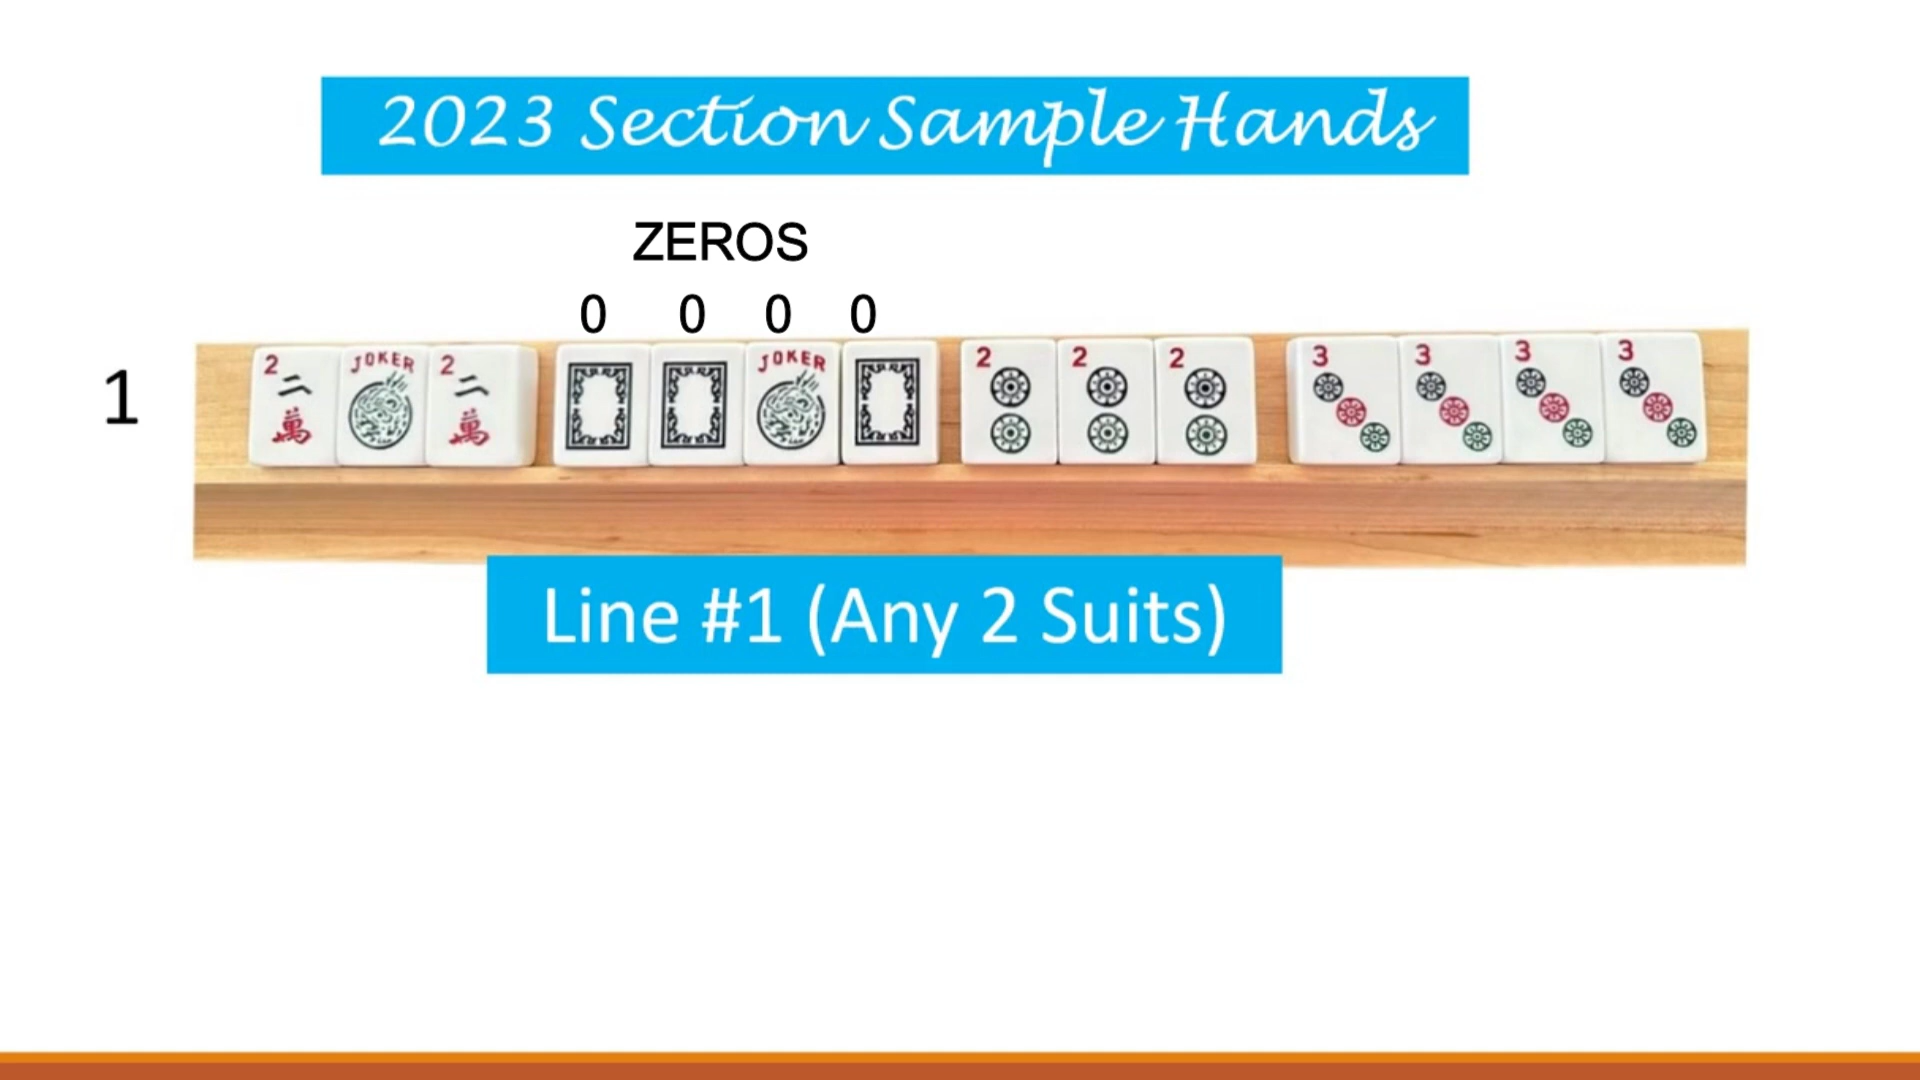 2023 Section Sample Hands
ZEROS
0 0 0 0
1
2 二 萬 JOKER 2 二 萬 JOKER 2 2 2 3 3 3 3
Line #1 (Any 2 Suits)